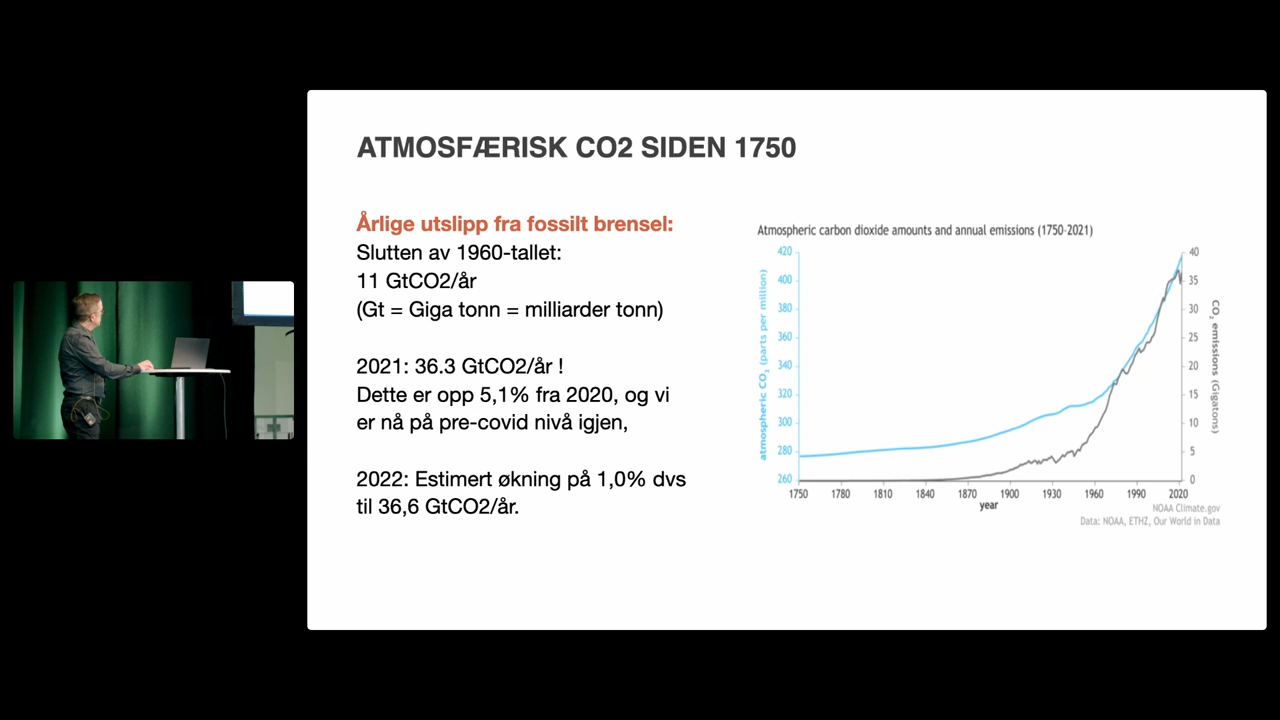 ATMOSFÆRISK CO2 SIDEN 1750
Årlige utslipp fra fossilt brensel:
Slutten av 1960-tallet:
11 GtCO2/år
(Gt = Giga tonn = milliarder tonn)
2021: 36.3 GtCO2/år !
Dette er opp 5,1% fra 2020, og vi
er nå på pre-covid nivå igjen,
2022: Estimert økning på 1,0% dvs
til 36,6 GtCO2/år.
Atmospheric carbon dioxide amounts and annual emissions (1750-2021)
atmospheric CO2 (parts per million)
420
400
380
360
340
320
300
280
260
40
35
30
25
20
15
10
5
0
CO2 emissions (Gigatons)
1750 1780 1810 1840 1870 1900 1930 1960 1990 2020
year
NOAA Climate.gov
Data: NOAA, ETHZ, Our World in Data